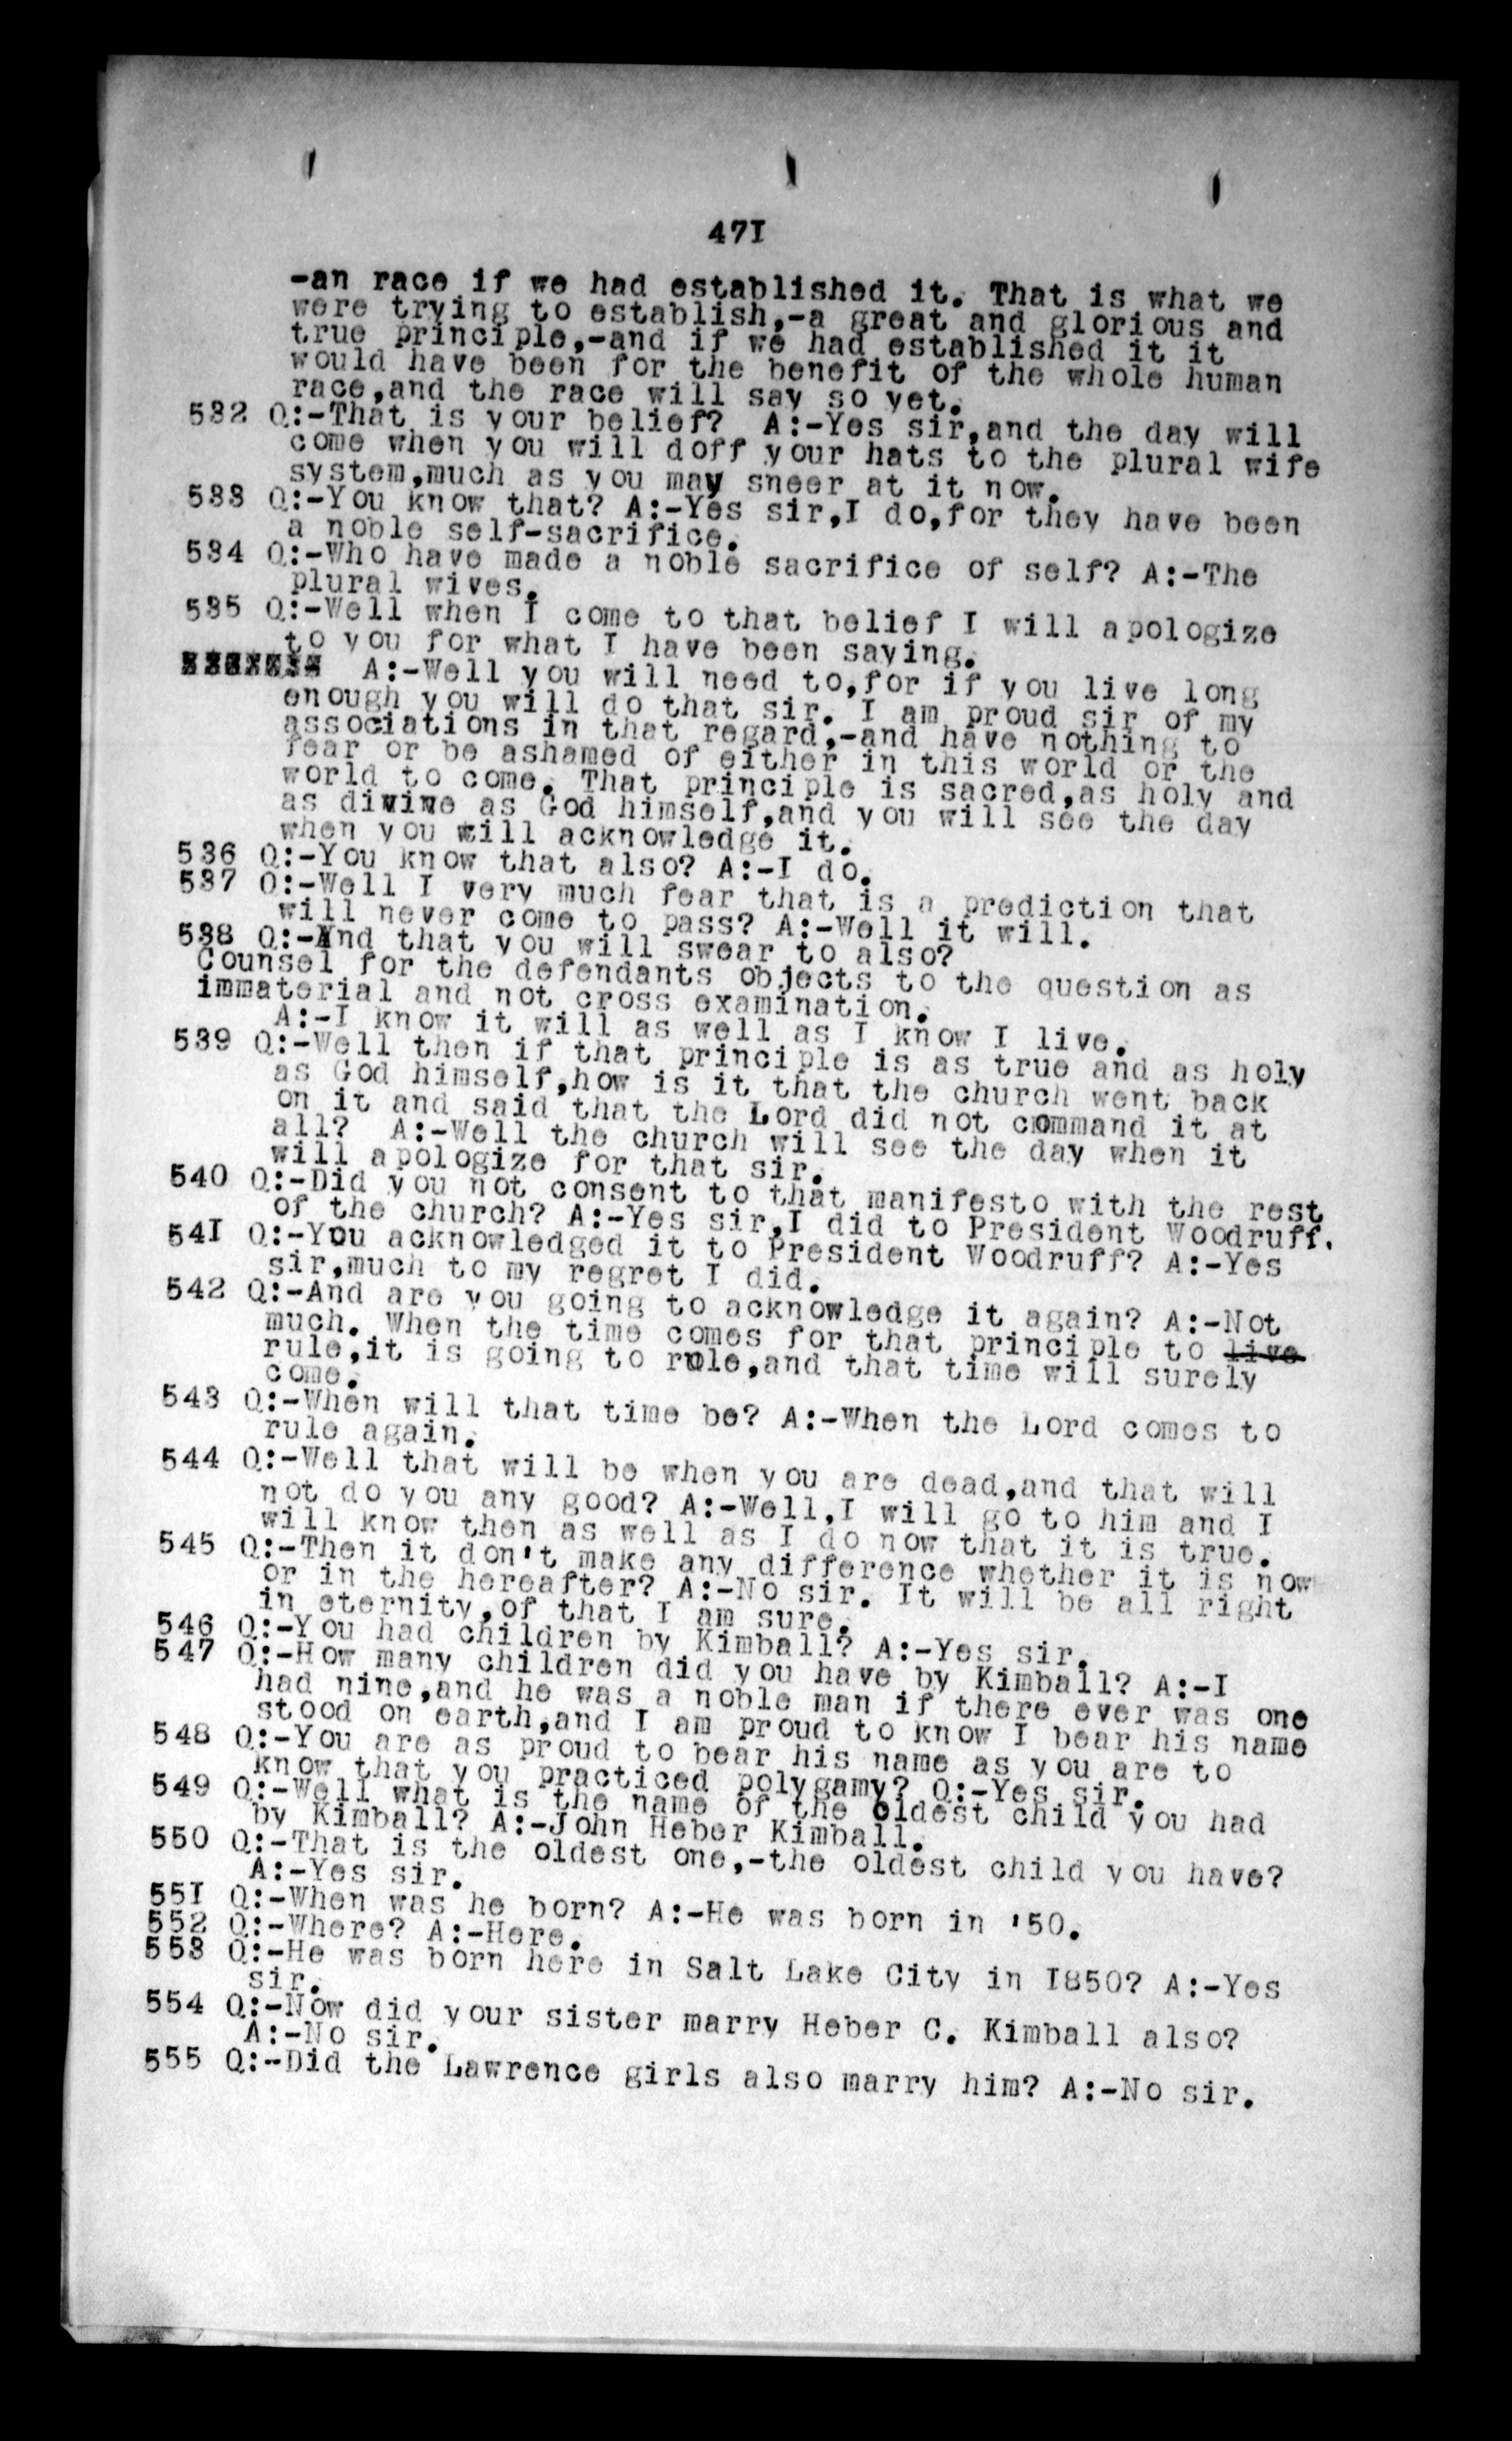 471
-an race if we had established it. That is what we
were trying to establish,-a great and glorious and
true principle,-and if we had established it it
would have been for the benefit of the whole human
race,and the race will say so yet.
532 Q:-That is your belief? A:-Yes sir,and the day will
come when you will doff your hats to the plural wife
system,much as you may sneer at it now.
533 Q:-You know that? A:-Yes sir,I do,for they have been
a noble self-sacrifice.
534 Q:-Who have made a noble sacrifice of self? A:-The
plural wives.
535 Q:-Well when I come to that belief I will apologize
to you for what I have been saying.
A:-Well you will need to,for if you live long
enough you will do that sir. I am proud sir of my
associations in that regard,-and have nothing to
fear or be ashamed of either in this world or the
world to come. That principle is sacred,as holy and
as divine as God himself,and you will see the day
when you will acknowledge it.
536 Q:-You know that also? A:-I do.
537 Q:-Well I very much fear that is a prediction that
will never come to pass? A:-Well it will.
538 Q:-And that you will swear to also?
Counsel for the defendants objects to the question as
immaterial and not cross examination.
A:-I know it will as well as I know I live.
539 Q:-Well then if that principle is as true and as holy
as God himself,how is it that the church went back
on it and said that the Lord did not command it at
all? A:-Well the church will see the day when it
will apologize for that sir.
540 Q:-Did you not consent to that manifesto with the rest
of the church? A:-Yes sir,I did to President Woodruff.
541 Q:-You acknowledged it to President Woodruff? A:-Yes
sir,much to my regret I did.
542 Q:-And are you going to acknowledge it again? A:-Not
much. When the time comes for that principle to live
rule,it is going to rule,and that time will surely
come.
543 Q:-When will that time be? A:-When the Lord comes to
rule again.
544 Q:-Well that will be when you are dead,and that will
not do you any good? A:-Well,I will go to him and I
will know then as well as I do now that it is true.
545 Q:-Then it don't make any difference whether it is now
or in the hereafter? A:-No sir. It will be all right
in eternity,of that I am sure.
546 Q:-You had children by Kimball? A:-Yes sir.
547 Q:-How many children did you have by Kimball? A:-I
had nine,and he was a noble man if there ever was one
stood on earth,and I am proud to know I bear his name
548 Q:-You are as proud to bear his name as you are to
know that you practiced polygamy? Q:-Yes sir.
549 Q:-Well what is the name of the oldest child you had
by Kimball? A:-John Heber Kimball.
550 Q:-That is the oldest one,-the oldest child you have?
A:-Yes sir.
551 Q:-When was he born? A:-He was born in '50.
552 Q:-Where? A:-Here.
553 Q:-He was born here in Salt Lake City in 1850? A:-Yes
sir.
554 Q:-Now did your sister marry Heber C. Kimball also?
A:-No sir.
555 Q:-Did the Lawrence girls also marry him? A:-No sir.